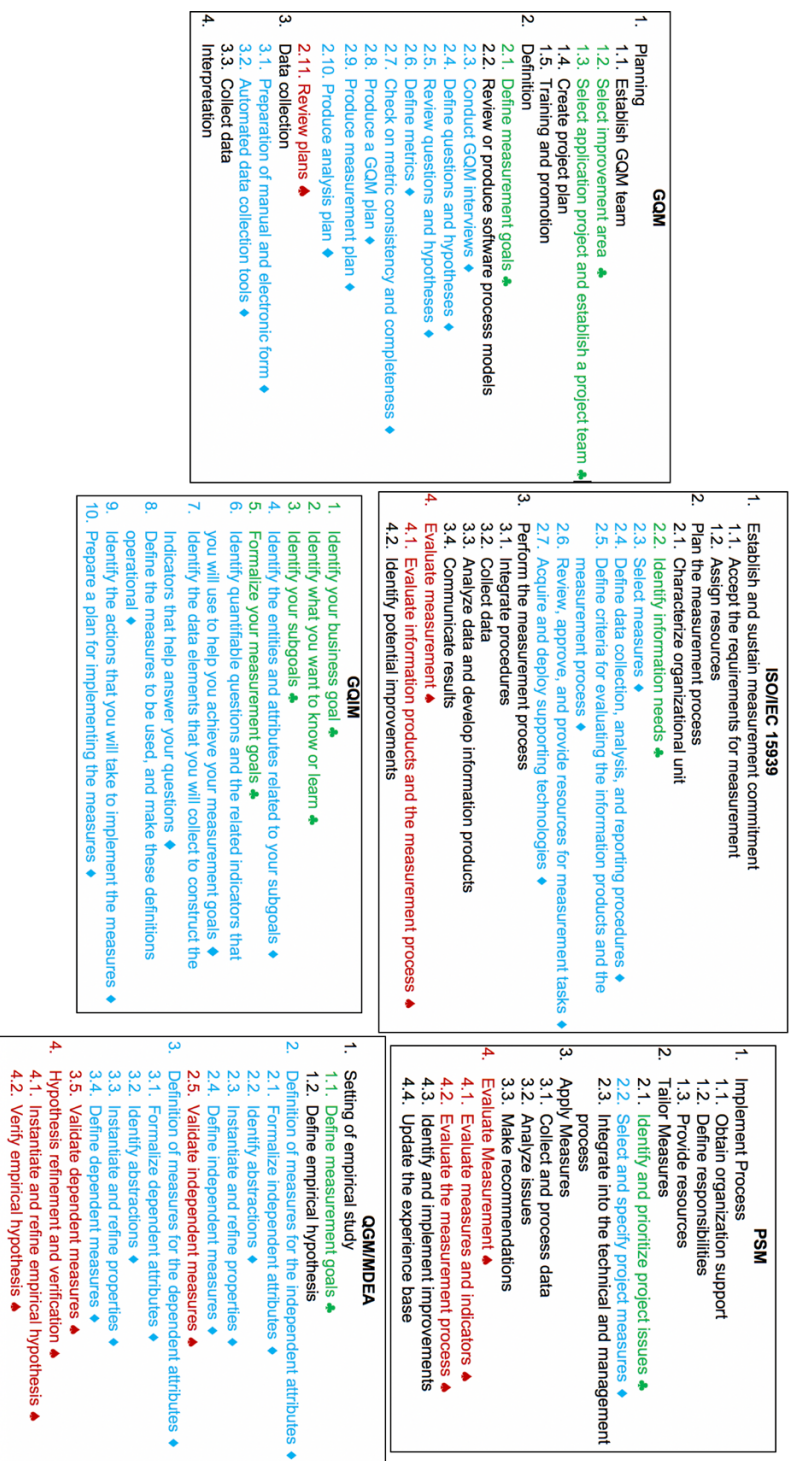 GQM
1. Planning
1.1. Establish GQM team
1.2. Select improvement area ♣
1.3. Select application project and establish a project team ♣
1.4. Create project plan
1.5. Training and promotion
2. Definition
2.1. Define measurement goals ♣
2.2. Review or produce software process models
2.3. Conduct GQM interviews ♦
2.4. Define questions and hypotheses ♦
2.5. Review questions and hypotheses ♦
2.6. Define metrics ♦
2.7. Check on metric consistency and completeness ♦
2.8. Produce a GQM plan ♦
2.9. Produce measurement plan ♦
2.10. Produce analysis plan ♦
2.11. Review plans ♠
3. Data collection
3.1. Preparation of manual and electronic form ♦
3.2. Automated data collection tools ♦
3.3. Collect data
4. Interpretation
ISO/IEC 15939
1. Establish and sustain measurement commitment
1.1. Accept the requirements for measurement
1.2. Assign resources
2. Plan the measurement process
2.1. Characterize organizational unit
2.2. Identify information needs ♣
2.3. Select measures ♦
2.4. Define data collection, analysis, and reporting procedures ♦
2.5. Define criteria for evaluating the information products and the
measurement process ♦
2.6. Review, approve, and provide resources for measurement tasks ♦
2.7. Acquire and deploy supporting technologies ♦
3. Perform the measurement process
3.1. Integrate procedures
3.2. Collect data
3.3. Analyze data and develop information products
3.4. Communicate results
4. Evaluate measurement ♠
4.1. Evaluate information products and the measurement process ♠
4.2. Identify potential improvements
PSM
1. Implement Process
1.1. Obtain organization support
1.2. Define responsibilities
1.3. Provide resources
2. Tailor Measures
2.1. Identify and prioritize project issues ♣
2.2. Select and specify project measures ♦
2.3. Integrate into the technical and management
process
3. Apply Measures
3.1. Collect and process data
3.2. Analyze issues
3.3. Make recommendations
4. Evaluate Measurement ♠
4.1. Evaluate measures and indicators ♠
4.2. Evaluate the measurement process ♠
4.3. Identify and implement improvements
4.4. Update the experience base
GQIM
1. Identify your business goal ♣
2. Identify what you want to know or learn ♣
3. Identify your subgoals ♣
4. Identify the entities and attributes related to your subgoals ♦
5. Formalize your measurement goals ♣
6. Identify quantifiable questions and the related indicators that
you will use to help you achieve your measurement goals ♦
7. Identify the data elements that you will collect to construct the
Indicators that help answer your questions ♦
8. Define the measures to be used, and make these definitions
operational ♦
9. Identify the actions that you will take to implement the measures ♦
10. Prepare a plan for implementing the measures ♦
QGM/MDEA
1. Setting of empirical study
1.1. Define measurement goals ♣
1.2. Define empirical hypothesis
2. Definition of measures for the independent attributes ♦
2.1. Formalize independent attributes ♦
2.2. Identify abstractions ♦
2.3. Instantiate and refine properties ♦
2.4. Define independent measures ♦
2.5. Validate independent measures ♠
3. Definition of measures for the dependent attributes ♦
3.1. Formalize dependent attributes ♦
3.2. Identify abstractions ♦
3.3. Instantiate and refine properties ♦
3.4. Define dependent measures ♦
3.5. Validate dependent measures ♠
4. Hypothesis refinement and verification ♠
4.1. Instantiate and refine empirical hypothesis ♠
4.2. Verify empirical hypothesis ♠